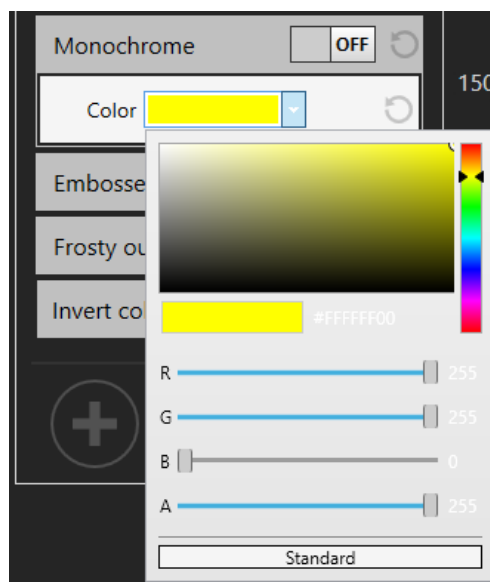 Monochrome OFF
150
Color
Embosse
Frosty ou
Invert col
#FFFFFF00
R 255
G 255
B 0
A 255
Standard